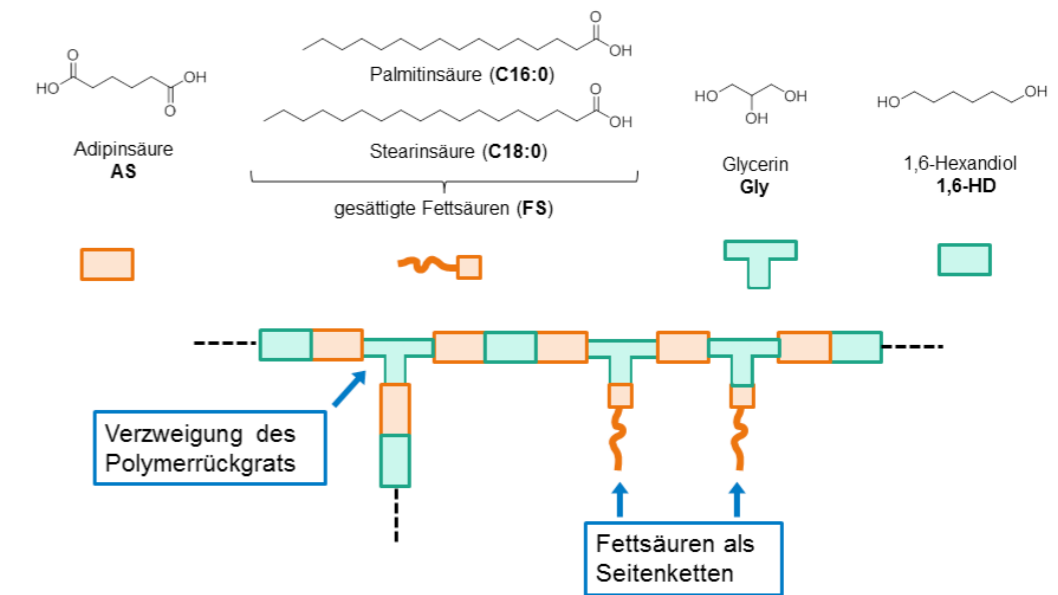 O
OH
HO
O
O
OH
Palmitinsäure (C16:0)
O
OH
Stearinsäure (C18:0)
HO
OH
OH
HO
OH
Adipinsäure
AS
gesättigte Fettsäuren (FS)
Glycerin
Gly
1,6-Hexandiol
1,6-HD
Verzweigung des
Polymerrückgrats
Fettsäuren als
Seitenketten